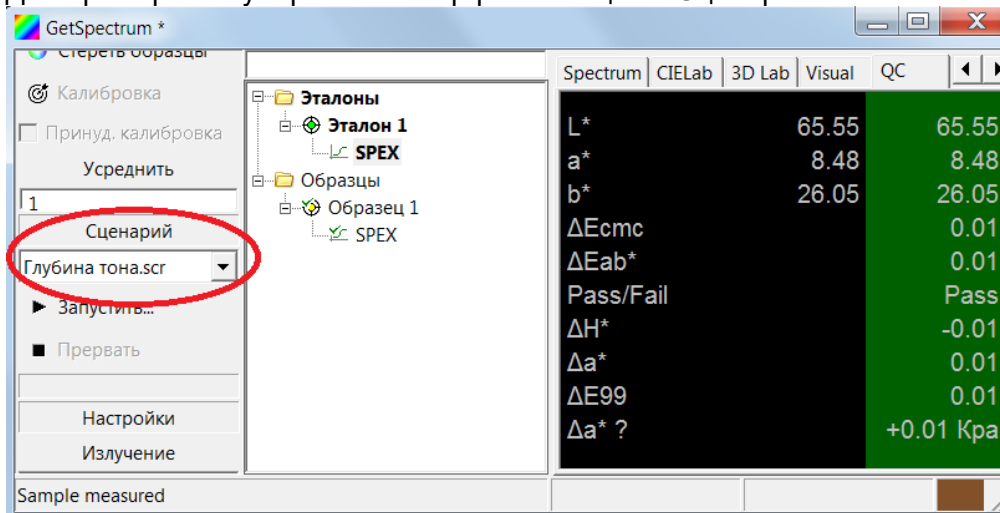 GetSpectrum *
Стереть образцы
Калибровка
Принуд. калибровка
Усреднить
1
Сценарий
Глубина тона.scr
Запустить...
Прервать
Настройки
Излучение
Sample measured
Эталоны
Эталон 1
SPEX
Образцы
Образец 1
SPEX
Spectrum CIELab 3D Lab Visual QC
L* 65.55 65.55
a* 8.48 8.48
b* 26.05 26.05
ΔEcmc 0.01
ΔEab* 0.01
Pass/Fail Pass
ΔH* -0.01
Δa* 0.01
ΔE99 0.01
Δa* ? +0.01 Кра